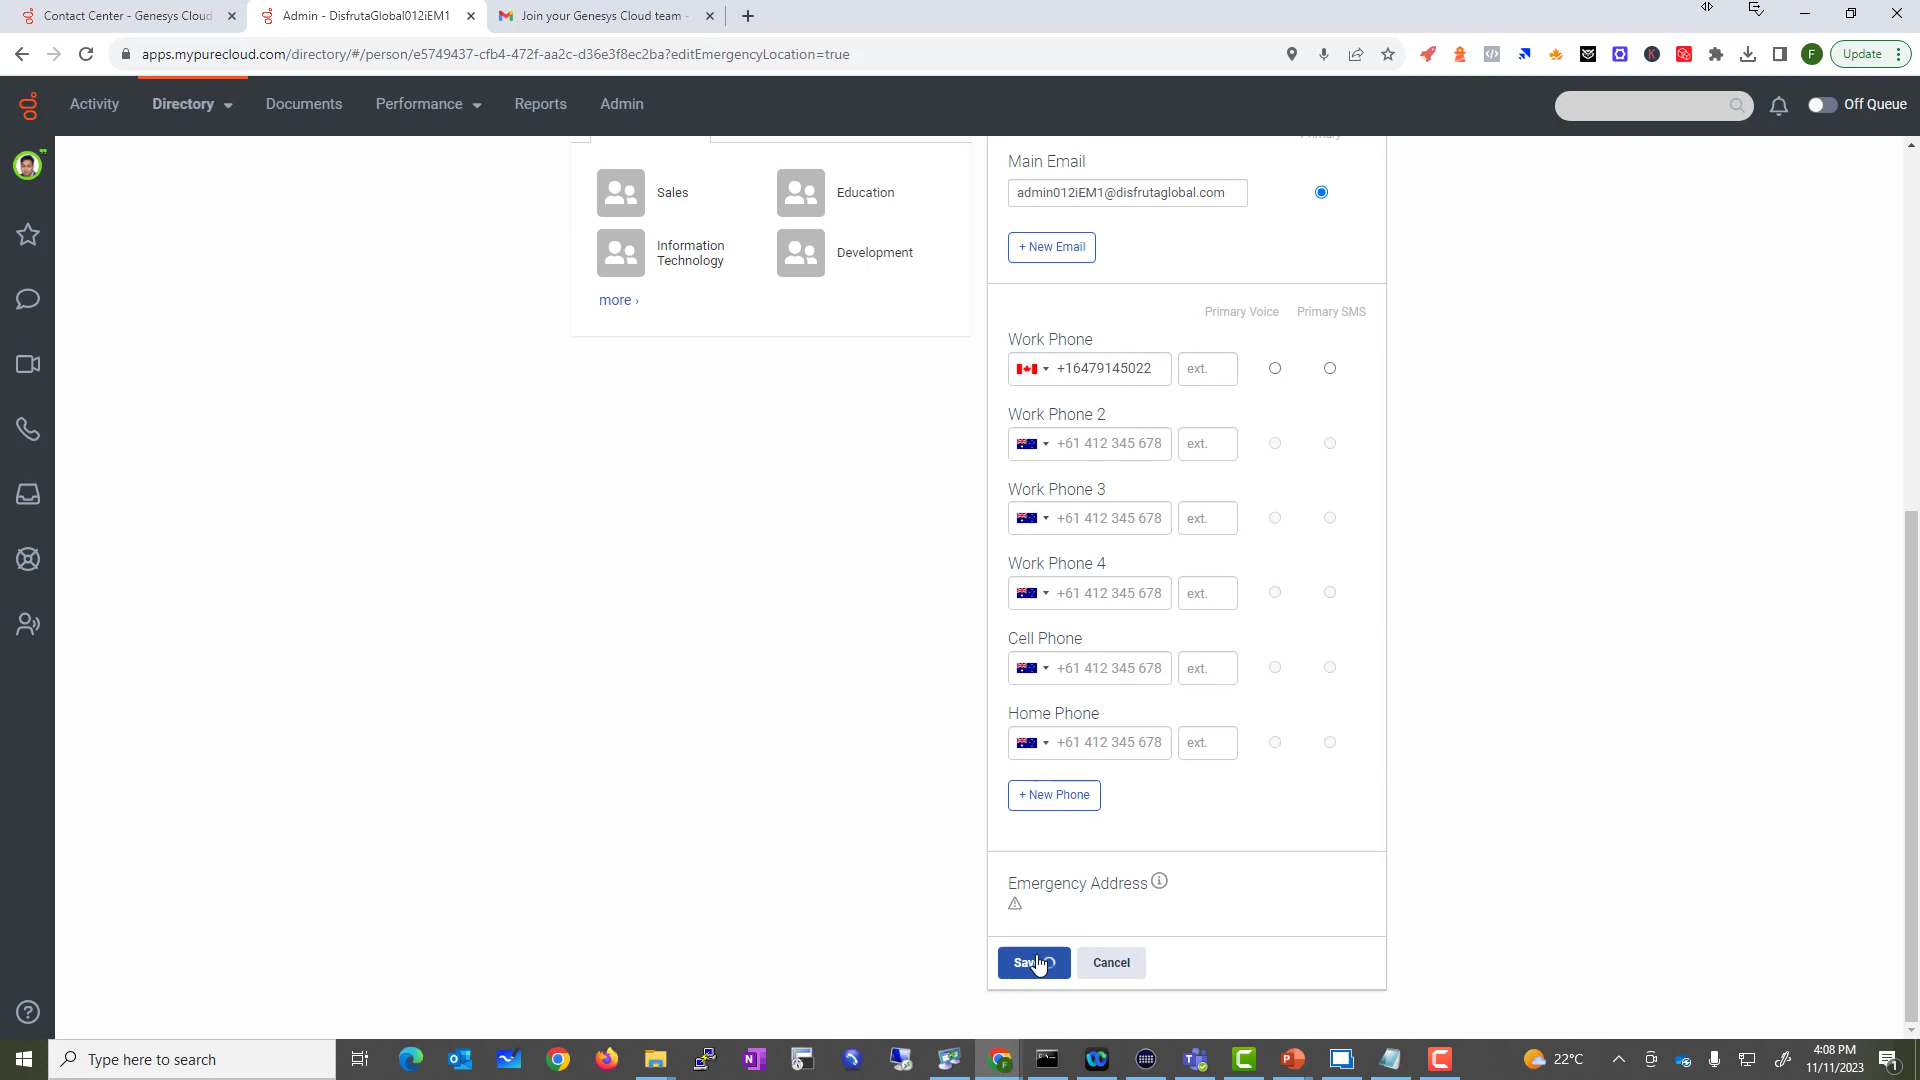 Contact Center - Genesys Cloud
Admin - DisfrutaGlobal012iEM1
Join your Genesys Cloud team -
apps.mypurecloud.com/directory/#/person/e5749437-cfb4-472f-aa2c-d36e3f8ec2ba?editEmergencyLocation=true
F
Update
Activity
Directory
Documents
Performance
Reports
Admin
Off Queue
Sales
Education
Information
Technology
Development
more ›
Primary
Main Email
admin012iEM1@disfrutaglobal.com
+ New Email
Primary Voice Primary SMS
Work Phone
+16479145022 ext.
Work Phone 2
+61 412 345 678 ext.
Work Phone 3
+61 412 345 678 ext.
Work Phone 4
+61 412 345 678 ext.
Cell Phone
+61 412 345 678 ext.
Home Phone
+61 412 345 678 ext.
+ New Phone
Emergency Address
Cancel
Type here to search
22°C
4:08 PM
11/11/2023